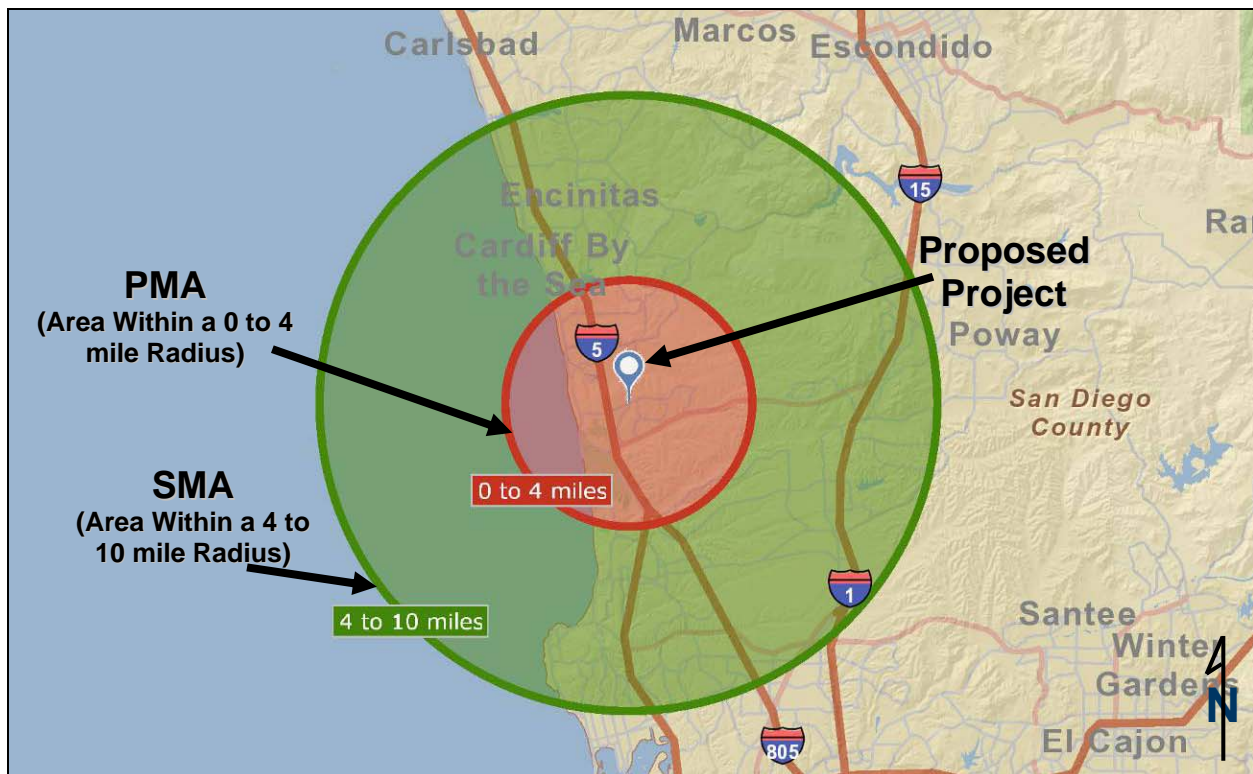 Carlsbad
Marcos
Escondido
15
Encinitas
Ra
Cardiff By
the Sea
Proposed
Project
PMA
(Area Within a 0 to 4
mile Radius)
5
Poway
San Diego
County
0 to 4 miles
SMA
(Area Within a 4 to
10 mile Radius)
1
4 to 10 miles
Santee
Winter
Gardens
N
805
El Cajon